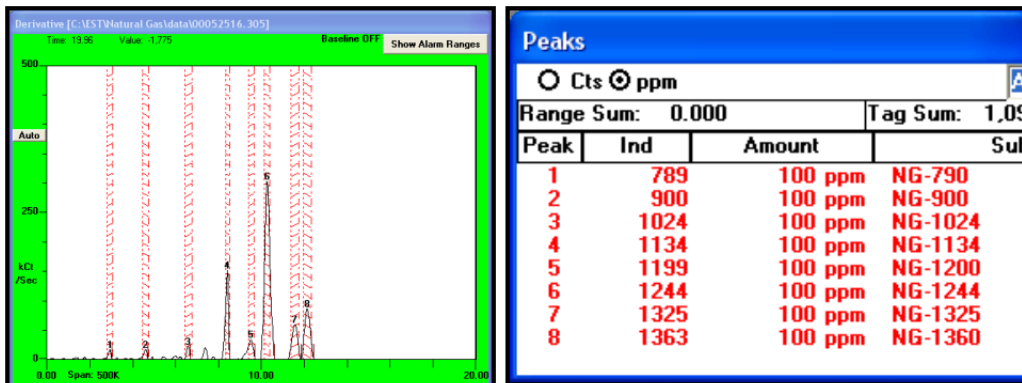 Derivative [C:\EST\Natural Gas\data\00052516.305]
Time: 19.96 Value: -1,775 Baseline OFF Show Alarm Ranges
500
Auto
6
250
4
kCt
/Sec
8
7
5
3
1 2
0
0.00 Span: 500K 10.00 20.00
Peaks
Cts ppm
Range Sum: 0.000 Tag Sum: 1,09
Peak Ind Amount Sul
1 789 100 ppm NG-790
2 900 100 ppm NG-900
3 1024 100 ppm NG-1024
4 1134 100 ppm NG-1134
5 1199 100 ppm NG-1200
6 1244 100 ppm NG-1244
7 1325 100 ppm NG-1325
8 1363 100 ppm NG-1360